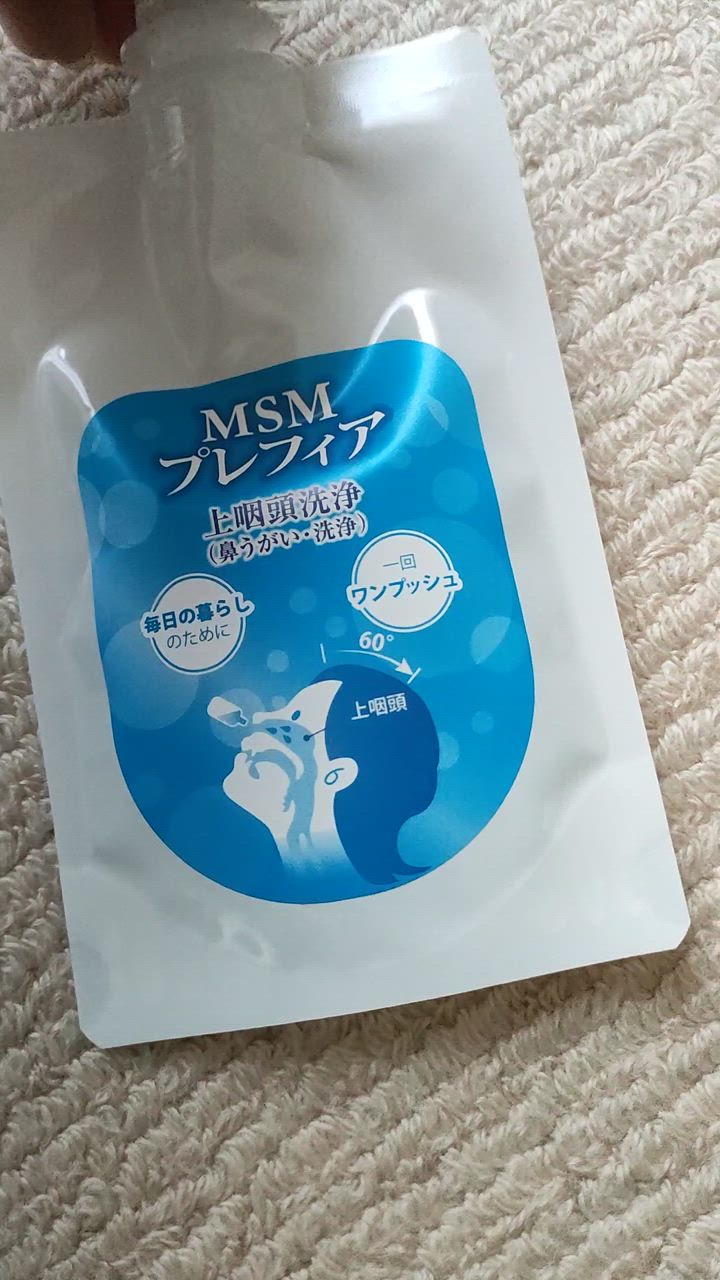 MSM
プレフィア
上咽頭洗浄
(鼻うがい・洗浄)
一回
ワンプッシュ
毎日の暮らし
のために
60°
上咽頭